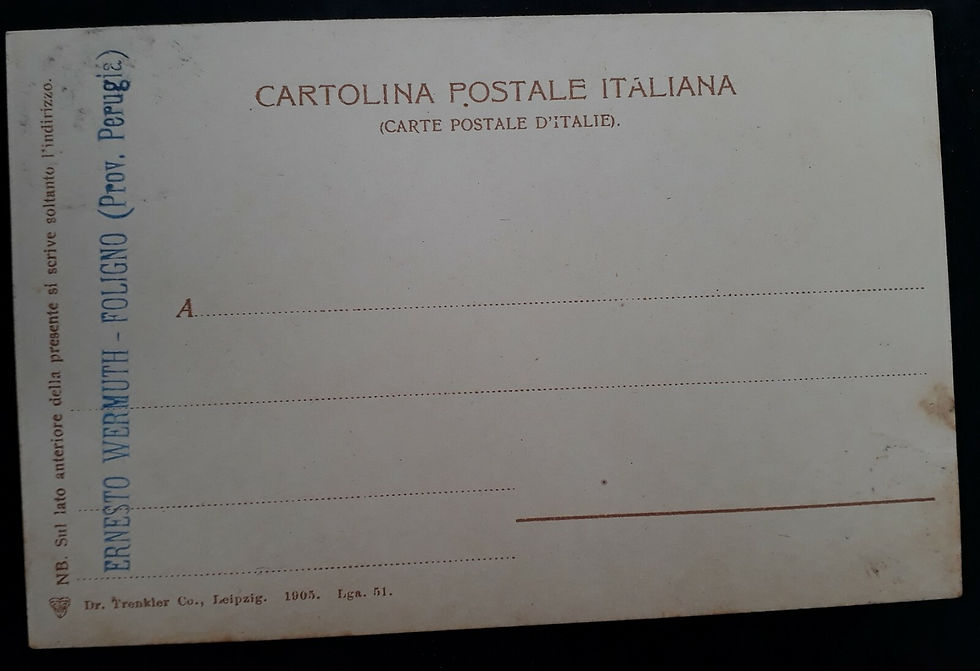 CARTOLINA POSTALE ITALIANA
(CARTE POSTALE D'ITALIE).
A
NB. Sul lato anteriore della presente si scrive soltanto l'indirizzo.
ERNESTO WERMUTH - FOLIGNO (Prov. Perugia)
Dr. Trenkler Co., Leipzig. 1905. Lga. 51.